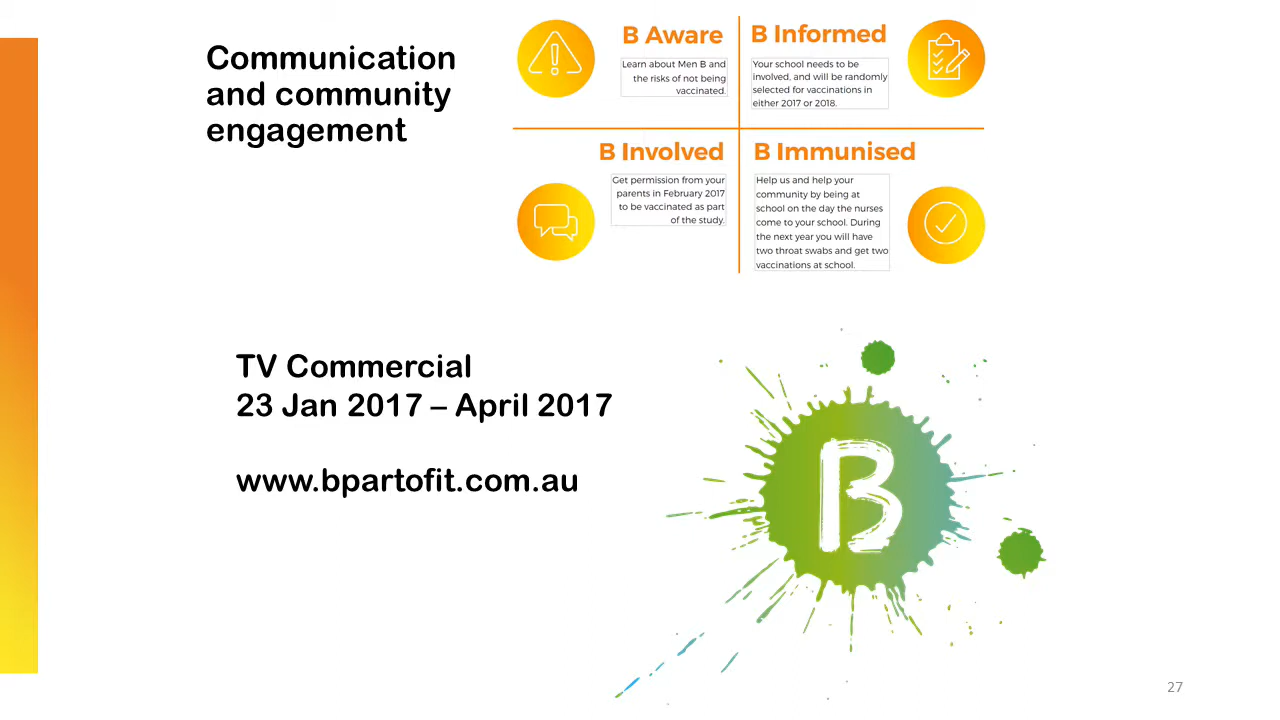 Communication
and community
engagement
B Aware
Learn about Men B and
the risks of not being
vaccinated.
B Informed
Your school needs to be
involved, and will be randomly
selected for vaccinations in
either 2017 or 2018.
B Involved
Get permission from your
parents in February 2017
to be vaccinated as part
of the study.
B Immunised
Help us and help your
community by being at
school on the day the nurses
come to your school. During
the next year you will have
two throat swabs and get two
vaccinations at school.
TV Commercial
23 Jan 2017 – April 2017
www.bpartofit.com.au
B
27